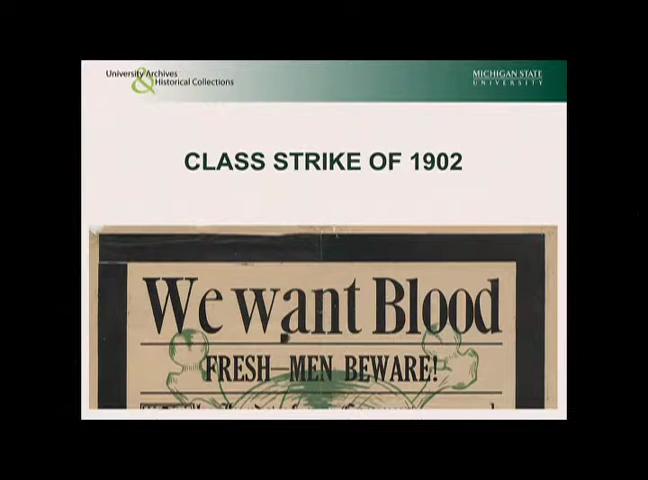 University Archives
& Historical Collections
MICHIGAN STATE
UNIVERSITY
CLASS STRIKE OF 1902
We want Blood
FRESH-MEN BEWARE!